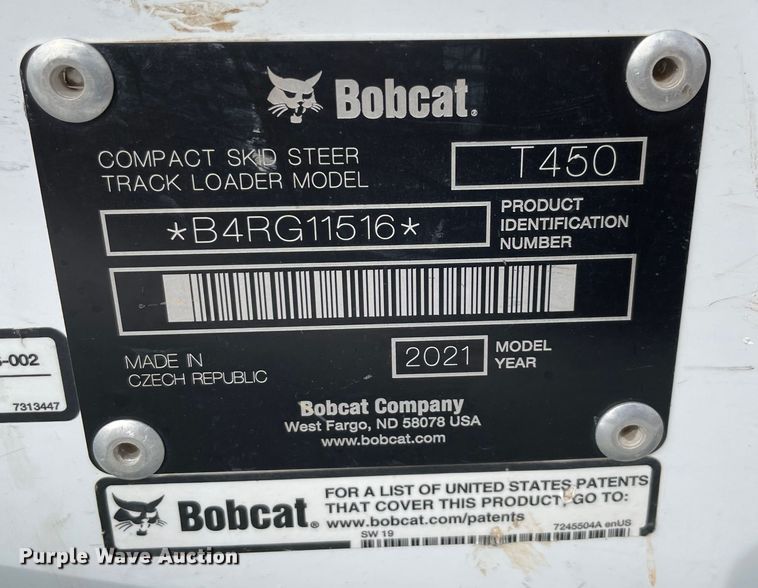 Bobcat®
COMPACT SKID STEER
TRACK LOADER MODEL
T450
*B4RG11516*
PRODUCT
IDENTIFICATION
NUMBER
MADE IN
CZECH REPUBLIC
2021
MODEL
YEAR
Bobcat Company
West Fargo, ND 58078 USA
www.bobcat.com
-002
7313447
Bobcat®
FOR A LIST OF UNITED STATES PATENTS
THAT COVER THIS PRODUCT, GO TO:
www.bobcat.com/patents
SW 19
7245504A enUS
Purple Wave Auction